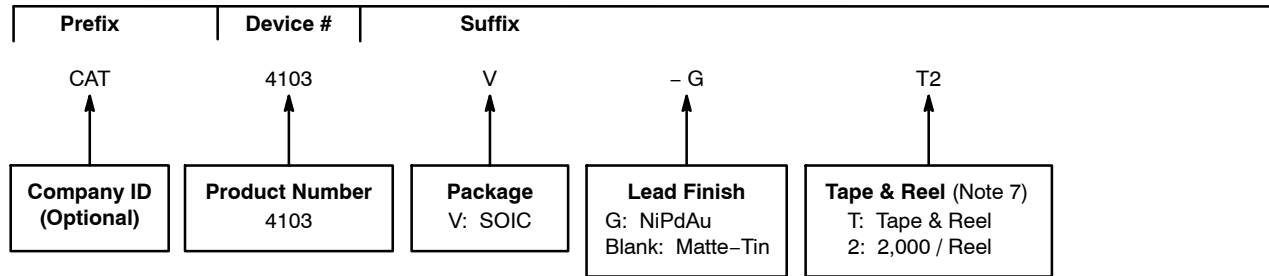 Prefix Device # Suffix
CAT 4103 V – G T2
Company ID
(Optional)
Product Number
4103
Package
V: SOIC
Lead Finish
G: NiPdAu
Blank: Matte−Tin
Tape & Reel (Note 7)
T: Tape & Reel
2: 2,000 / Reel